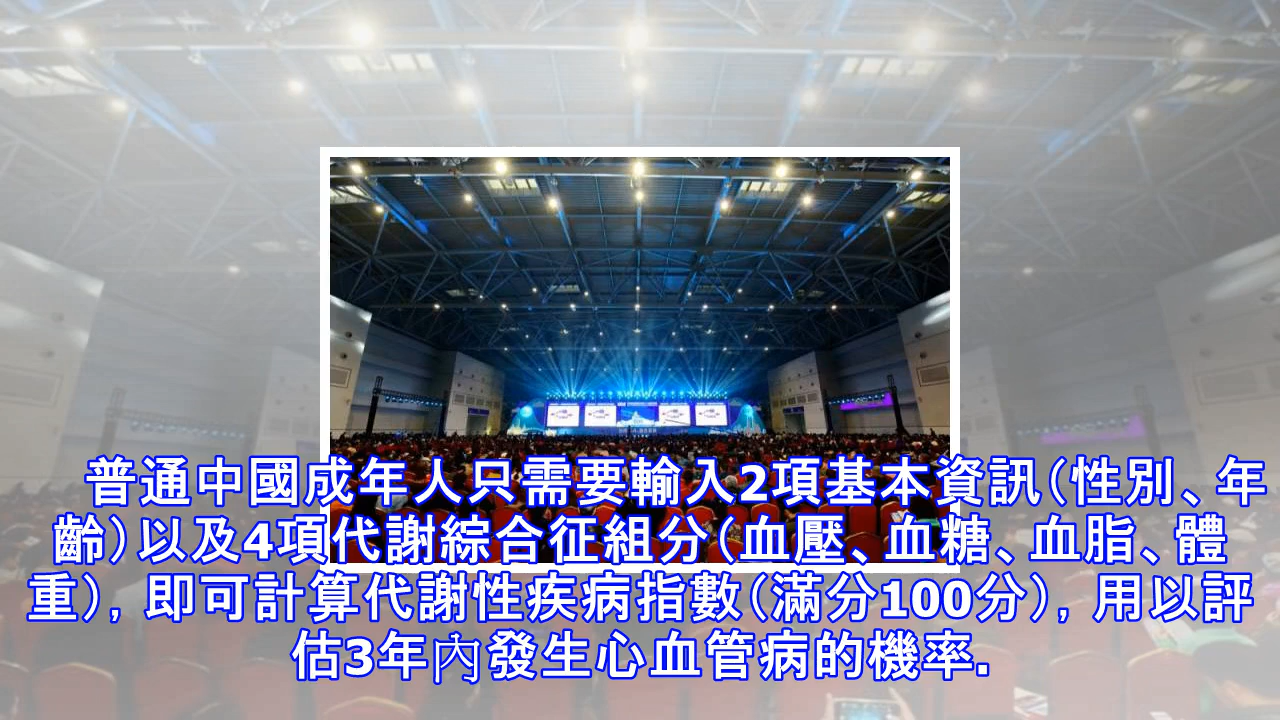 普通中國成年人只需要輸入2項基本資訊(性別、年
齡)以及4項代謝綜合征組分(血壓、血糖、血脂、體
重)，即可計算代謝性疾病指數(滿分100分)，用以評
估3年內發生心血管病的機率.